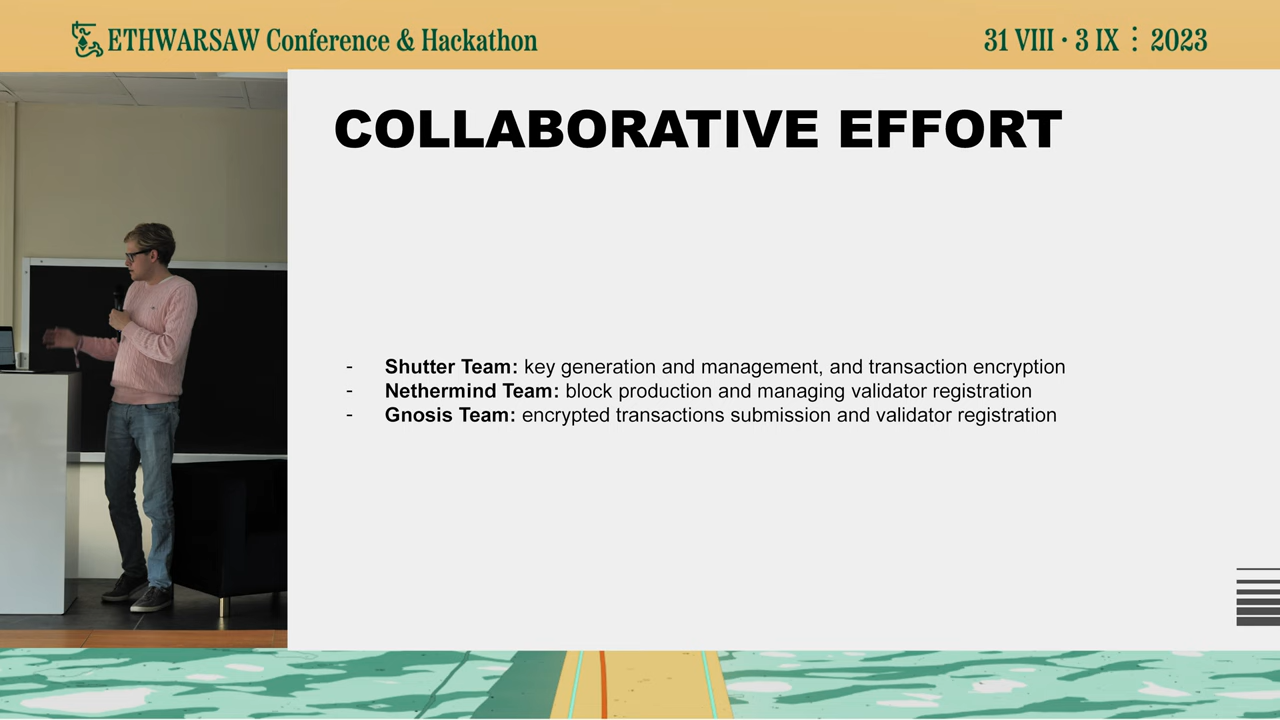 ETHWARSAW Conference & Hackathon
31 VIII · 3 IX ⋮ 2023
COLLABORATIVE EFFORT
- Shutter Team: key generation and management, and transaction encryption
- Nethermind Team: block production and managing validator registration
- Gnosis Team: encrypted transactions submission and validator registration